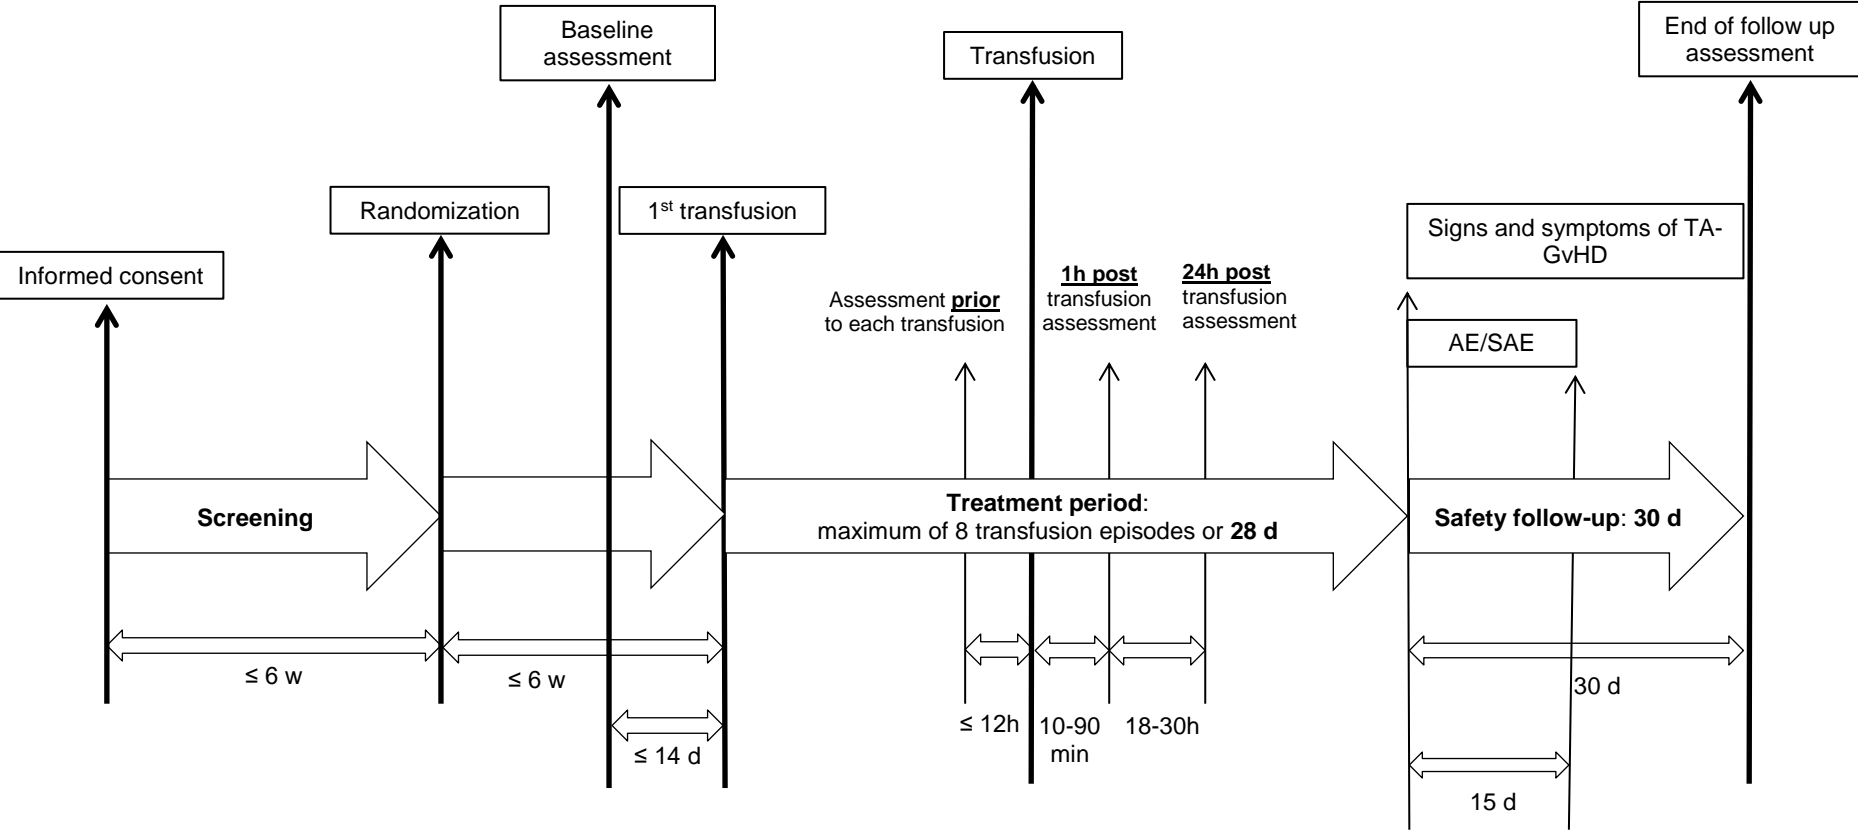 Baseline
assessment
Transfusion
End of follow up
assessment
Randomization
1st transfusion
Signs and symptoms of TA-
GvHD
Informed consent
Assessment prior
to each transfusion
1h post
transfusion
assessment
24h post
transfusion
assessment
AE/SAE
Screening
Treatment period:
maximum of 8 transfusion episodes or 28 d
Safety follow-up: 30 d
≤ 6 w
≤ 6 w
≤ 14 d
≤ 12h
10-90
min
18-30h
30 d
15 d